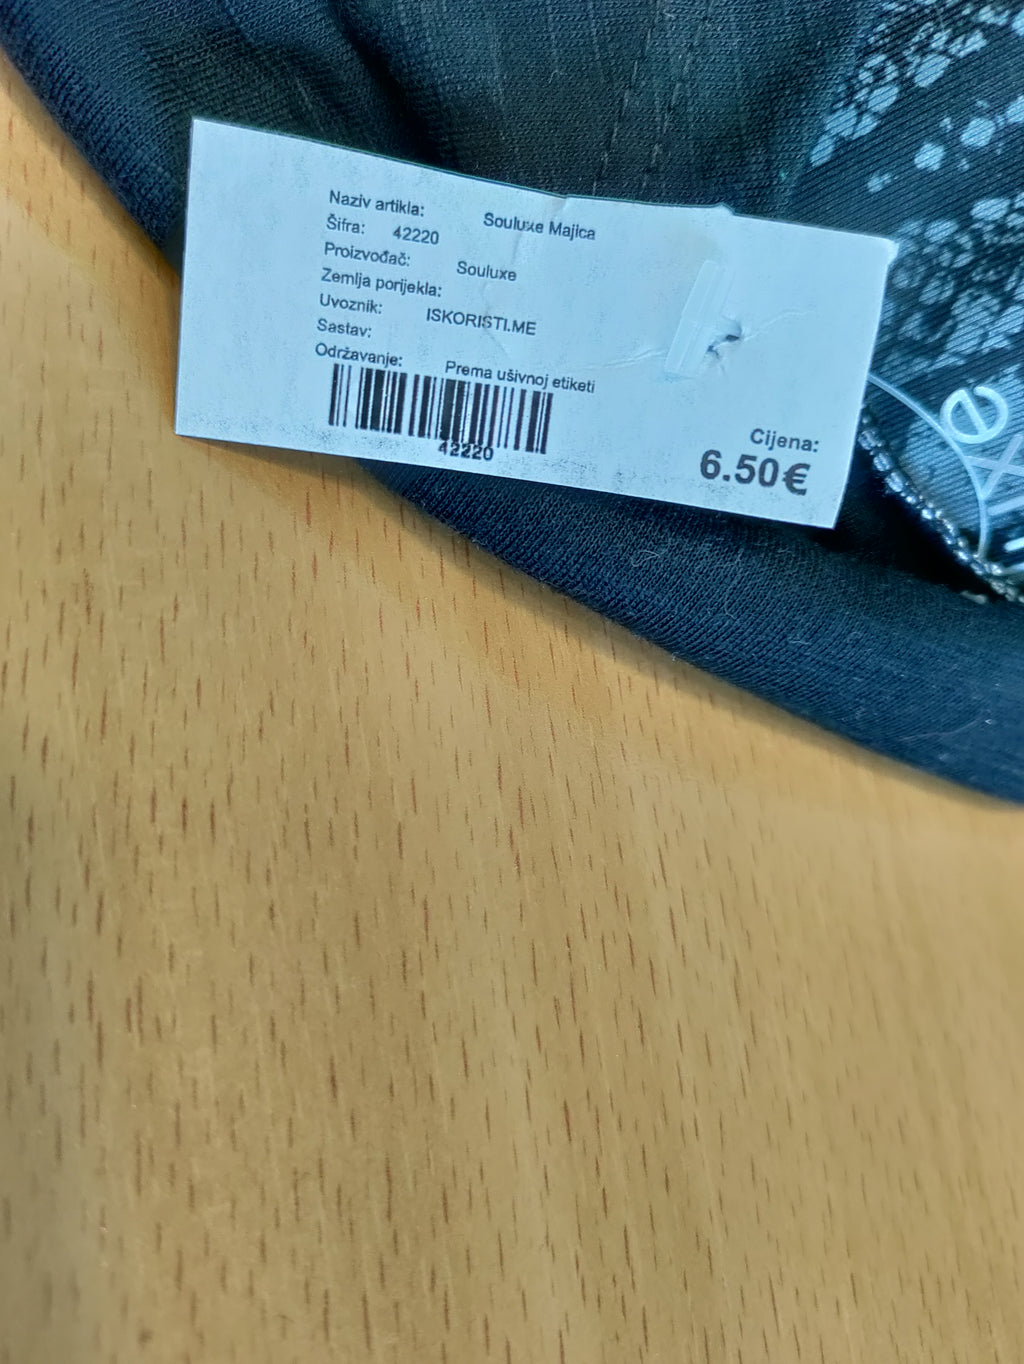 Naziv artikla: Souluxe Majica
Šifra: 42220
Proizvođač: Souluxe
Zemlja porijekla:
Uvoznik: ISKORISTI.ME
Sastav:
Održavanje: Prema ušivnoj etiketi
42220
Cijena:
6.50€